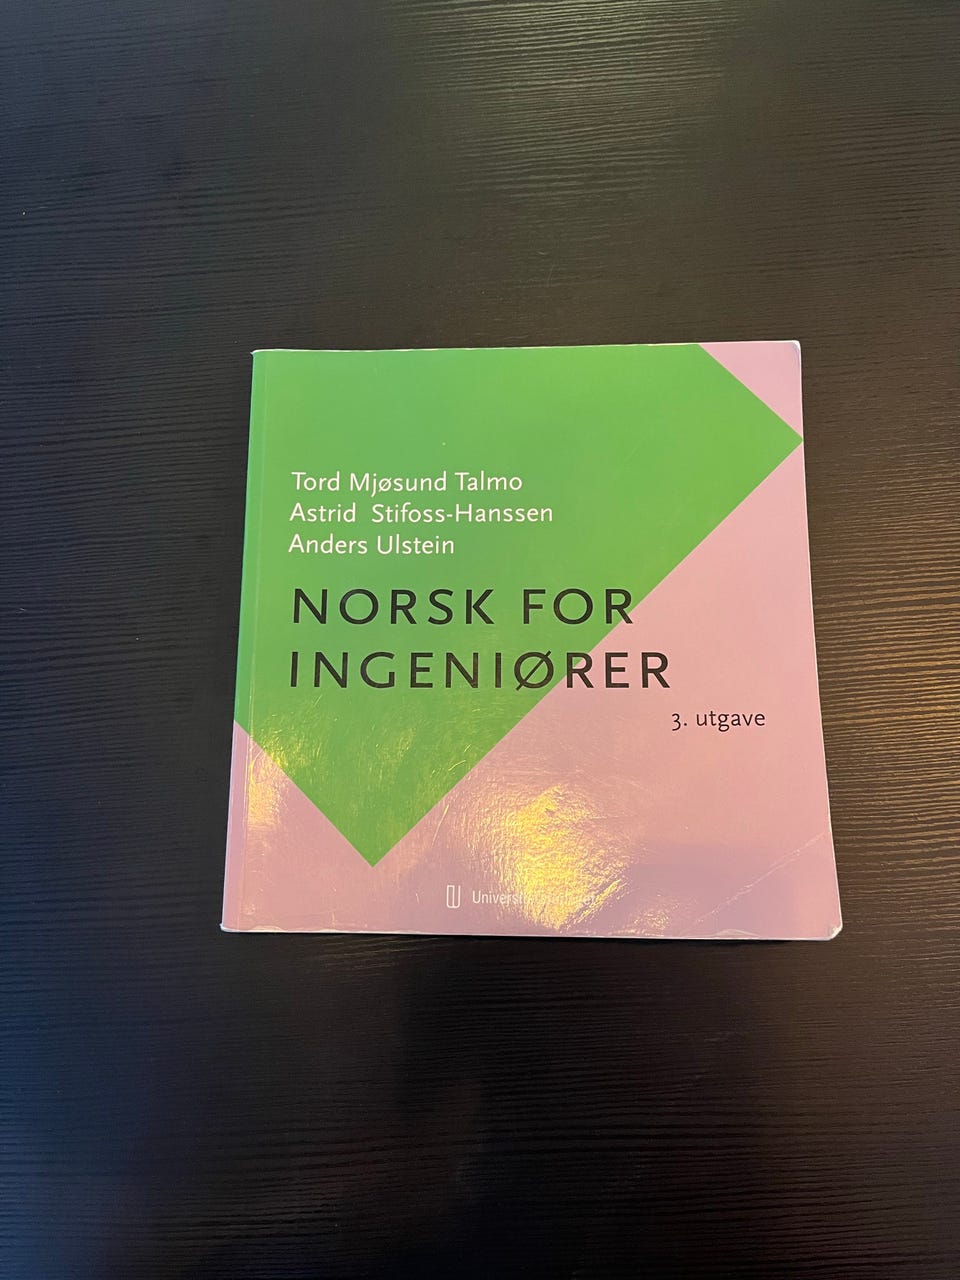 Tord Mjøsund Talmo
Astrid Stifoss-Hanssen
Anders Ulstein
NORSK FOR
INGENIØRER
3. utgave